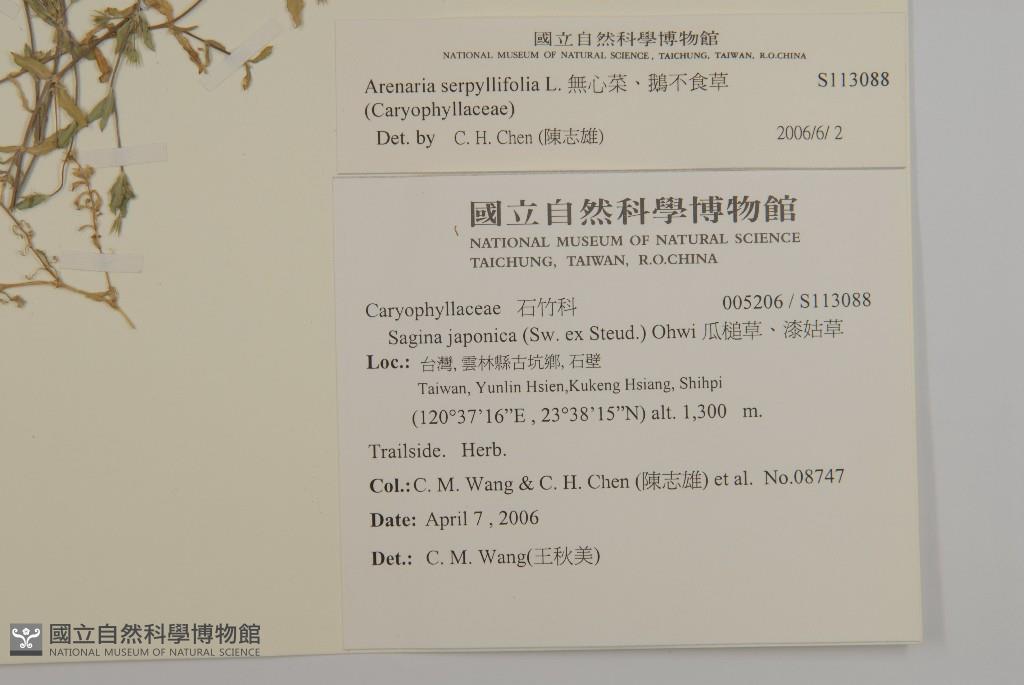 國立自然科學博物館
NATIONAL MUSEUM OF NATURAL SCIENCE, TAICHUNG, TAIWAN, R.O.CHINA
Arenaria serpyllifolia L. 無心菜、鵝不食草 S113088
(Caryophyllaceae)
Det. by C. H. Chen (陳志雄) 2006/6/ 2
國立自然科學博物館
NATIONAL MUSEUM OF NATURAL SCIENCE
TAICHUNG, TAIWAN, R.O.CHINA
Caryophyllaceae 石竹科 005206 / S113088
Sagina japonica (Sw. ex Steud.) Ohwi 瓜槌草、漆姑草
Loc.: 台灣, 雲林縣古坑鄉, 石壁
Taiwan, Yunlin Hsien,Kukeng Hsiang, Shihpi
(120°37’16”E , 23°38’15”N) alt. 1,300 m.
Trailside. Herb.
Col.: C. M. Wang & C. H. Chen (陳志雄) et al. No.08747
Date: April 7 , 2006
Det.: C. M. Wang(王秋美)
國立自然科學博物館
NATIONAL MUSEUM OF NATURAL SCIENCE